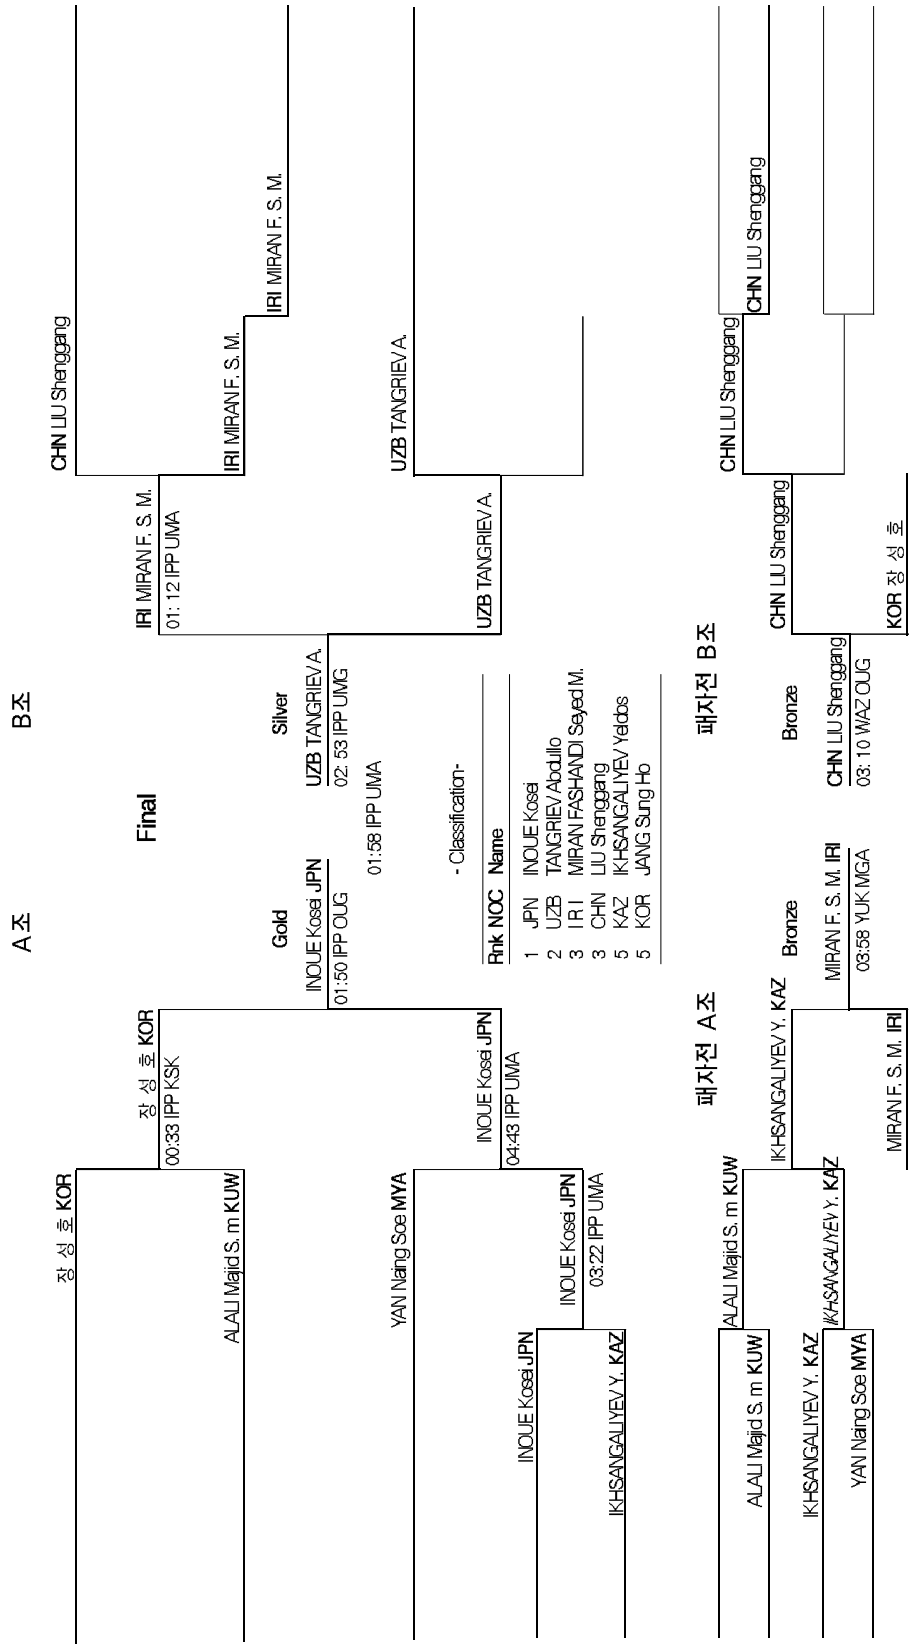 A조
B조
Final
장 성 호 KOR
장 성 호 KOR
00:33 IPP KSK
ALALI Majid S. m KUW
IRI MIRAN F. S. M.
01: 12 IPP UMA
CHN LIU Shenggang
IRI MIRAN F. S. M.
IRI MIRAN F. S. M.
Gold
Silver
INOUE Kosei JPN
01:50 IPP OUG
UZB TANGRIEV A.
02: 53 IPP UMG
01:58 IPP UMA
YAN Naing Soe MYA
INOUE Kosei JPN
04:43 IPP UMA
INOUE Kosei JPN
INOUE Kosei JPN
03:22 IPP UMA
IKHSANGALIYEV Y. KAZ
UZB TANGRIEV A.
UZB TANGRIEV A.
- Classification-
Rnk NOC Name
1 JPN INOUE Kosei
2 UZB TANGRIEV Abdullo
3 I R I MIRAN FASHANDI Seyed M.
3 CHN LIU Shenggang
5 KAZ IKHSANGALIYEV Yeldos
5 KOR JANG Sung Ho
패자전 A조
패자전 B조
ALALI Majid S. m KUW
ALALI Majid S. m KUW
IKHSANGALIYEV Y. KAZ
IKHSANGALIYEV Y. KAZ
IKHSANGALIYEV Y. KAZ
YAN Naing Soe MYA
Bronze
Bronze
MIRAN F. S. M. IRI
03:58 YUK MGA
MIRAN F. S. M. IRI
CHN LIU Shenggang
CHN LIU Shenggang
CHN LIU Shenggang
CHN LIU Shenggang
03: 10 WAZ OUG
KOR 장 성 호